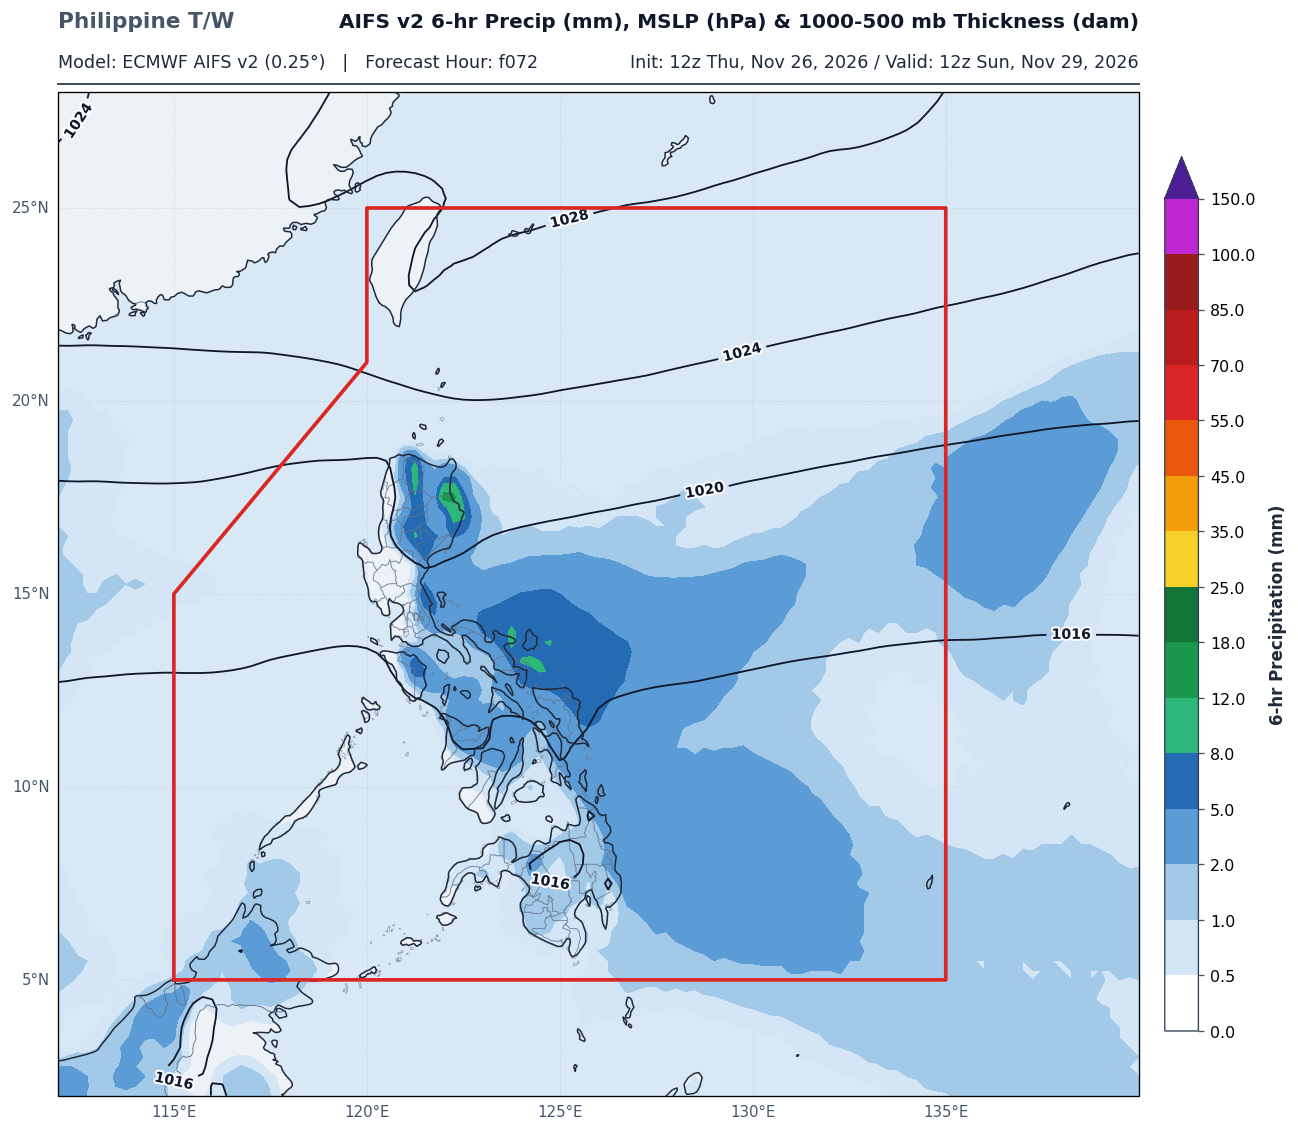 Philippine T/W
AIFS v2 6-hr Precip (mm), MSLP (hPa) & 1000-500 mb Thickness (dam)
Model: ECMWF AIFS v2 (0.25°) | Forecast Hour: f072
Init: 12z Thu, Nov 26, 2026 / Valid: 12z Sun, Nov 29, 2026
1024
1028
1024
1020
1016
1016
1016
25°N
20°N
15°N
10°N
5°N
115°E
120°E
125°E
130°E
135°E
150.0
100.0
85.0
70.0
55.0
45.0
35.0
25.0
18.0
12.0
8.0
5.0
2.0
1.0
0.5
0.0
6-hr Precipitation (mm)